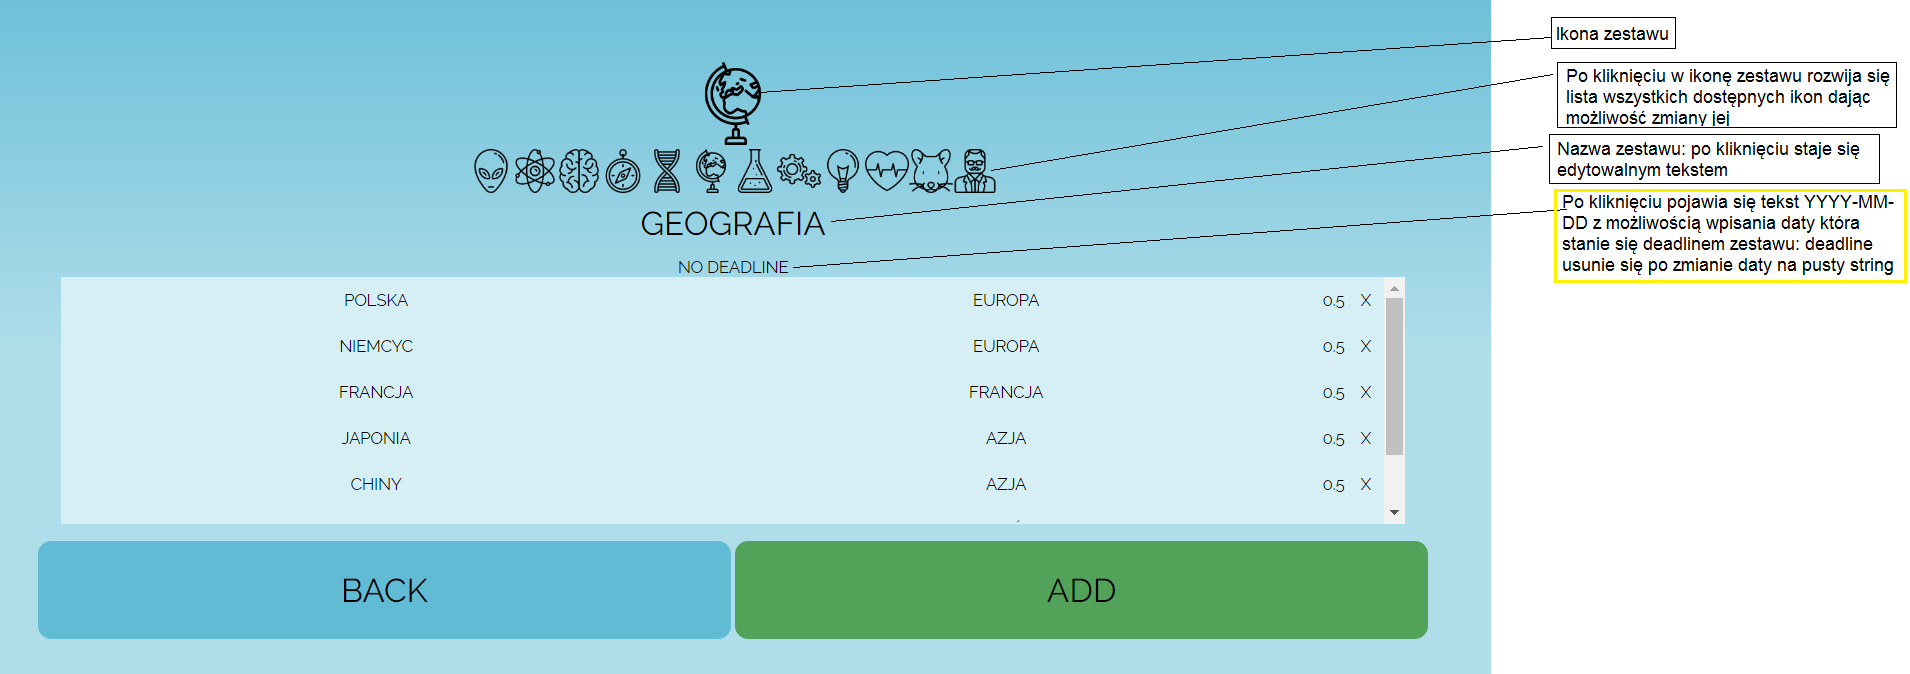 Ikona zestawu
Po kliknięciu w ikonę zestawu rozwija się
lista wszystkich dostępnych ikon dając
możliwość zmiany jej
Nazwa zestawu: po kliknięciu staje się
edytowalnym tekstem
Po kliknięciu pojawia się tekst YYYY-MM-
DD z możliwością wpisania daty która
stanie się deadlinem zestawu: deadline
usunie się po zmianie daty na pusty string
GEOGRAFIA
NO DEADLINE
POLSKA EUROPA 0.5 X
NIEMCYC EUROPA 0.5 X
FRANCJA FRANCJA 0.5 X
JAPONIA AZJA 0.5 X
CHINY AZJA 0.5 X
BACK ADD